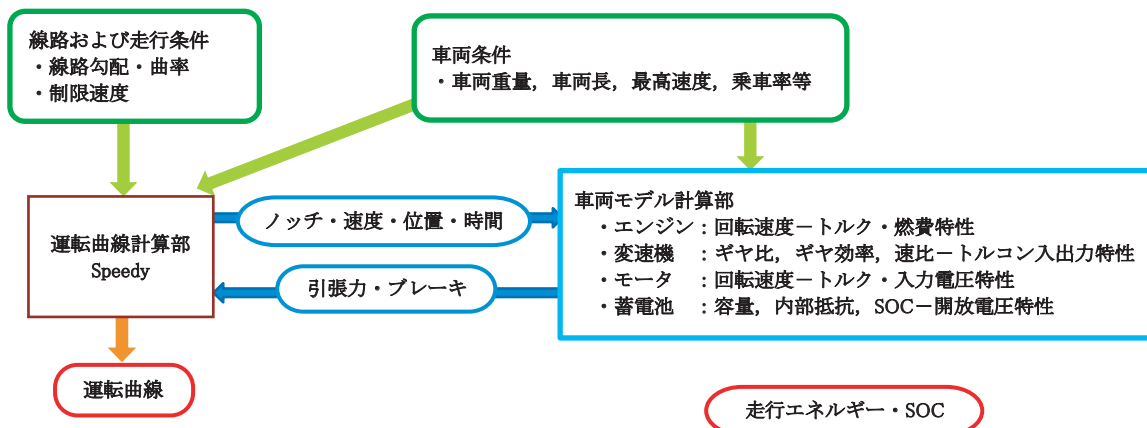 線路および走行条件
・線路勾配・曲率
・制限速度
車両条件
・車両重量，車両長，最高速度，乗車率等
運転曲線計算部
Speedy
ノッチ・速度・位置・時間
引張力・ブレーキ
車両モデル計算部
・エンジン：回転速度－トルク・燃費特性
・変速機　：ギヤ比，ギヤ効率，速比－トルコン入出力特性
・モータ　：回転速度－トルク・入力電圧特性
・蓄電池　：容量，内部抵抗，SOC－開放電圧特性
運転曲線
走行エネルギー・SOC